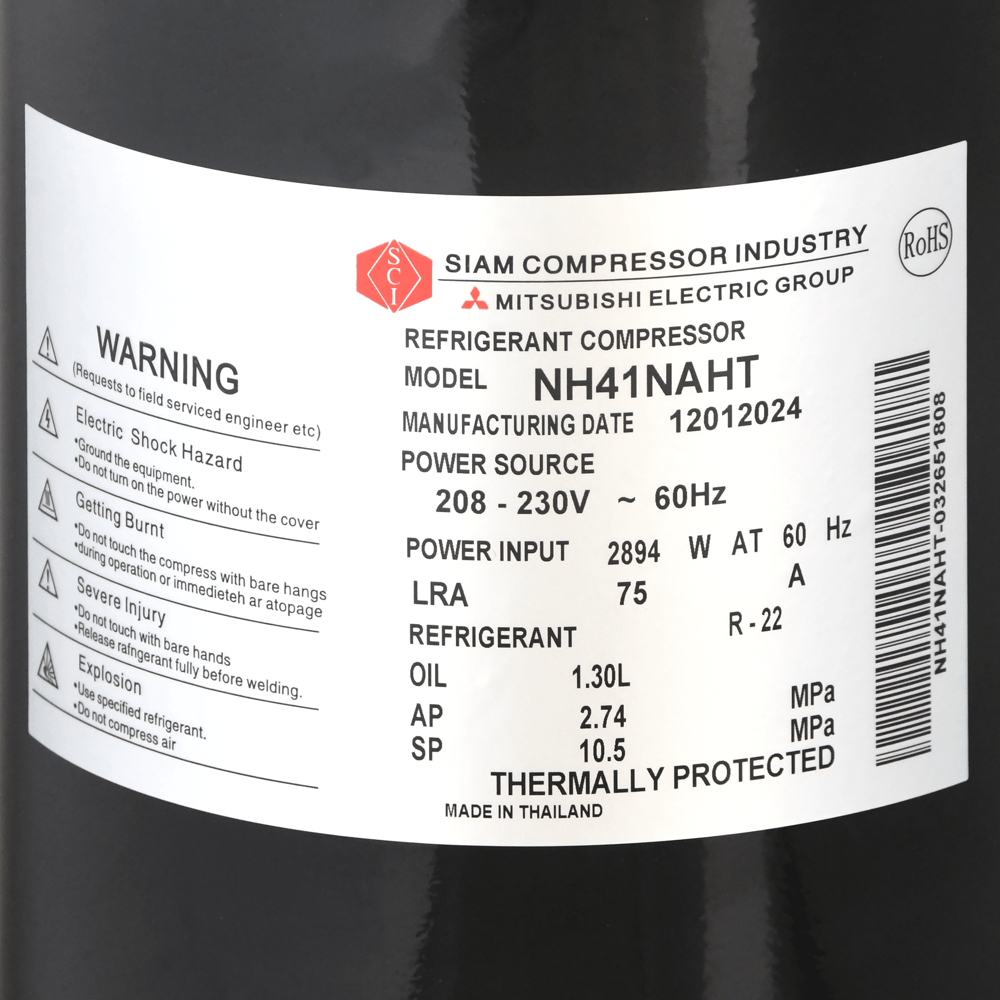 SCI
SIAM COMPRESSOR INDUSTRY
MITSUBISHI ELECTRIC GROUP
RoHS
WARNING
(Requests to field serviced engineer etc)
Electric Shock Hazard
•Ground the equipment.
•Do not turn on the power without the cover
Getting Burnt
•Do not touch the compress with bare hangs
•during operation or immedieteh ar atopage
Severe Injury
•Do not touch with bare hands
•Release rafngerant fully before welding.
Explosion
•Use specified refrigerant.
•Do not compress air
REFRIGERANT COMPRESSOR
MODEL NH41NAHT
MANUFACTURING DATE 12012024
POWER SOURCE
208 - 230V ~ 60Hz
POWER INPUT 2894 W AT 60 Hz
LRA 75 A
REFRIGERANT R - 22
OIL 1.30L
AP 2.74 MPa
SP 10.5 MPa
THERMALLY PROTECTED
MADE IN THAILAND
NH41NAHT-032651808